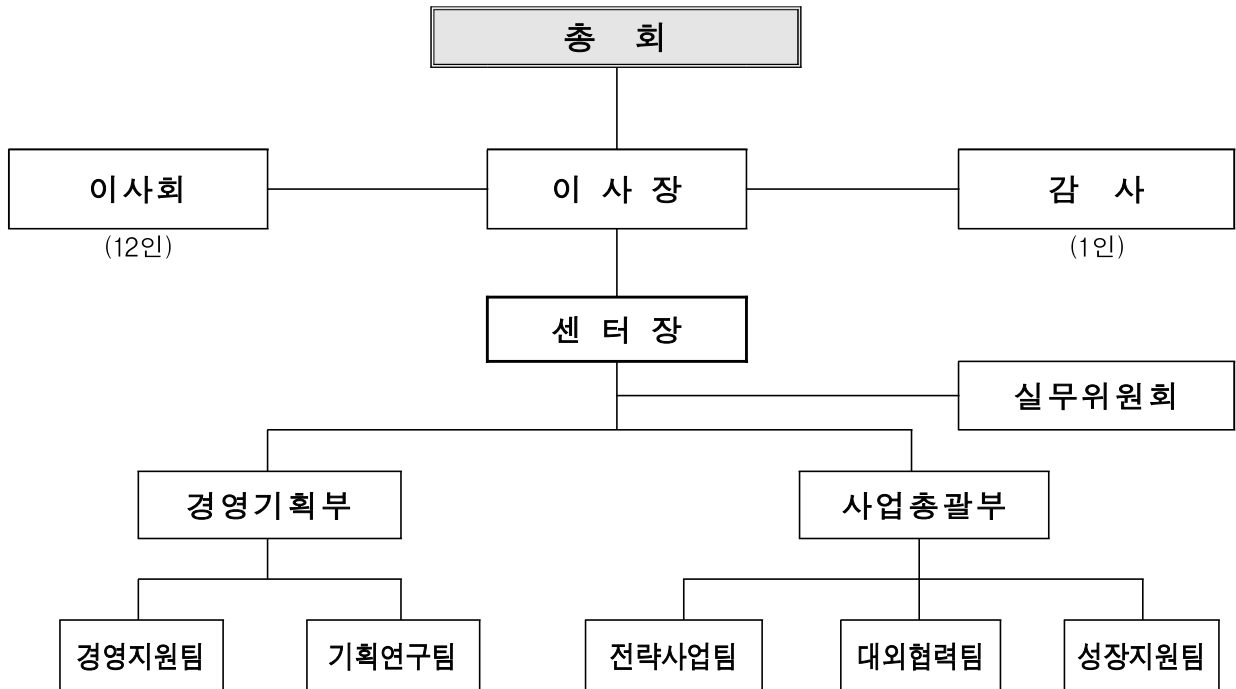 총 회
이사회
이 사 장
감 사
(12인)
(1인)
센 터 장
실무위원회
경영기획부
사업총괄부
경영지원팀
기획연구팀
전략사업팀
대외협력팀
성장지원팀